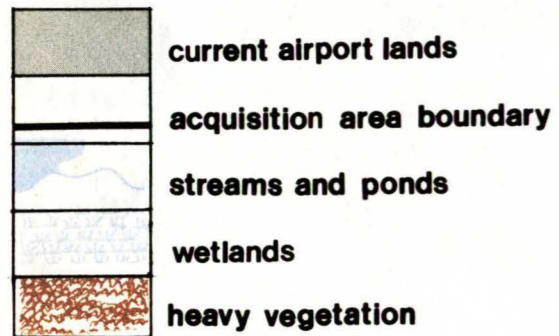 current airport lands
acquisition area boundary
streams and ponds
wetlands
heavy vegetation